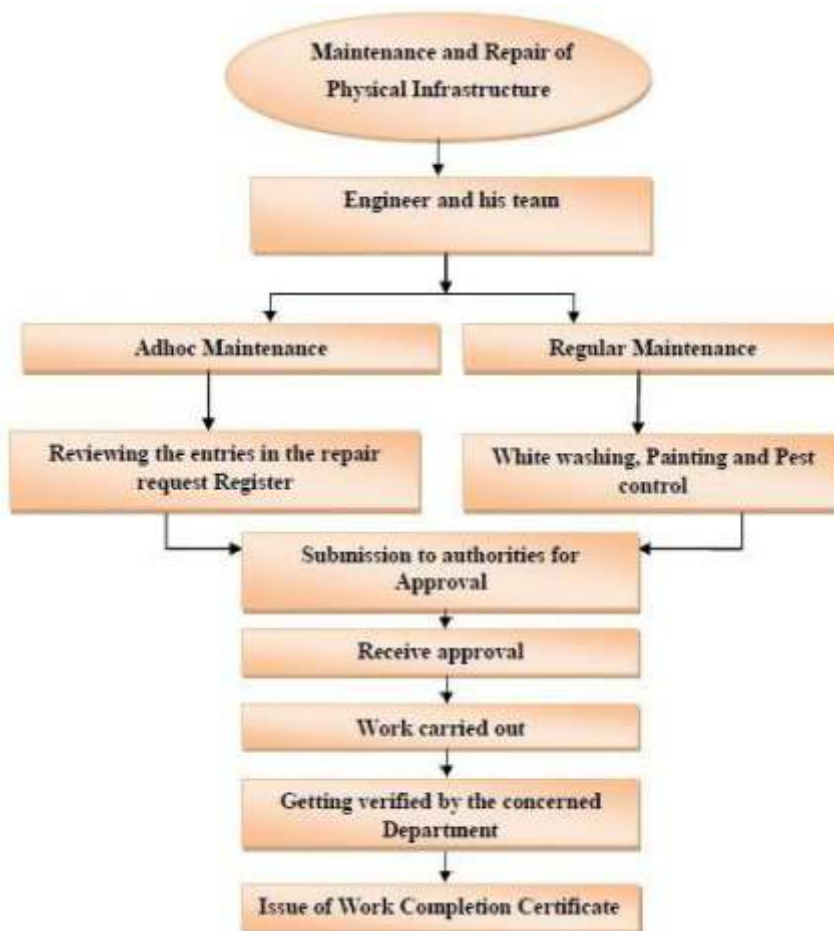 Maintenance and Repair of
Physical Infrastructure
Engineer and his team
Adhoc Maintenance
Regular Maintenance
Reviewing the entries in the repair
request Register
White washing, Painting and Pest
control
Submission to authorities for
Approval
Receive approval
Work carried out
Getting verified by the concerned
Department
Issue of Work Completion Certificate